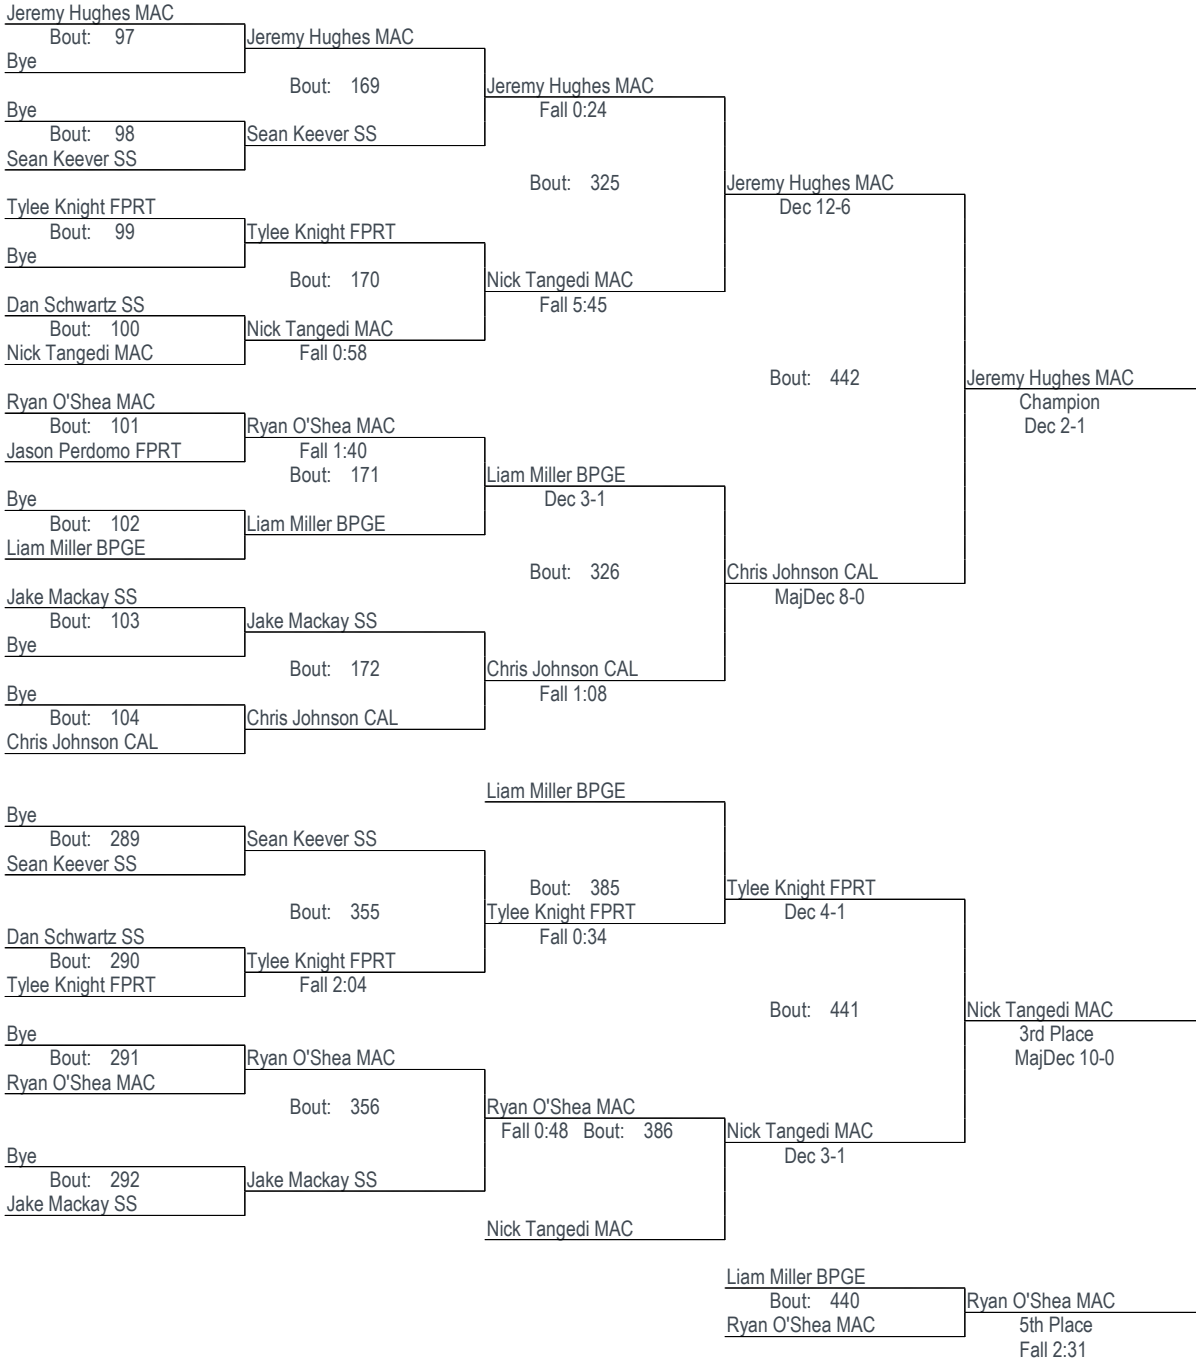 Jeremy Hughes MAC
Bout: 97 Jeremy Hughes MAC
Bye
Bout: 169 Jeremy Hughes MAC
Bye Fall 0:24
Bout: 98 Sean Keever SS
Sean Keever SS
Bout: 325 Jeremy Hughes MAC
Tylee Knight FPRT Dec 12-6
Bout: 99 Tylee Knight FPRT
Bye
Bout: 170 Nick Tangedi MAC
Dan Schwartz SS Fall 5:45
Bout: 100 Nick Tangedi MAC
Nick Tangedi MAC Fall 0:58
Bout: 442 Jeremy Hughes MAC
Ryan O'Shea MAC Champion
Bout: 101 Ryan O'Shea MAC Dec 2-1
Jason Perdomo FPRT Fall 1:40
Bout: 171 Liam Miller BPGE
Bye Dec 3-1
Bout: 102 Liam Miller BPGE
Liam Miller BPGE
Bout: 326 Chris Johnson CAL
Jake Mackay SS MajDec 8-0
Bout: 103 Jake Mackay SS
Bye
Bout: 172 Chris Johnson CAL
Bye Fall 1:08
Bout: 104 Chris Johnson CAL
Chris Johnson CAL
Liam Miller BPGE
Bye
Bout: 289 Sean Keever SS
Sean Keever SS
Bout: 385 Tylee Knight FPRT
Bout: 355 Tylee Knight FPRT Dec 4-1
Dan Schwartz SS Fall 0:34
Bout: 290 Tylee Knight FPRT
Tylee Knight FPRT Fall 2:04
Bout: 441 Nick Tangedi MAC
Bye 3rd Place
Bout: 291 Ryan O'Shea MAC MajDec 10-0
Ryan O'Shea MAC
Bout: 356 Ryan O'Shea MAC
Fall 0:48 Bout: 386 Nick Tangedi MAC
Bye Dec 3-1
Bout: 292 Jake Mackay SS
Jake Mackay SS
Nick Tangedi MAC
Liam Miller BPGE
Bout: 440 Ryan O'Shea MAC
Ryan O'Shea MAC 5th Place
Fall 2:31